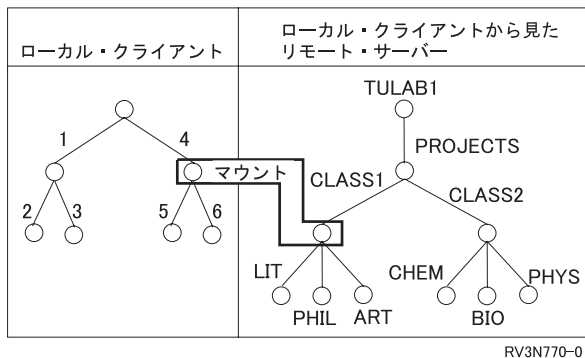 ローカル・クライアント
ローカル・クライアントから見た
リモート・サーバー
TULAB1
1
4
PROJECTS
マウント
CLASS1
CLASS2
2
3
5
6
LIT
CHEM
PHYS
PHIL
ART
BIO
RV3N770-0